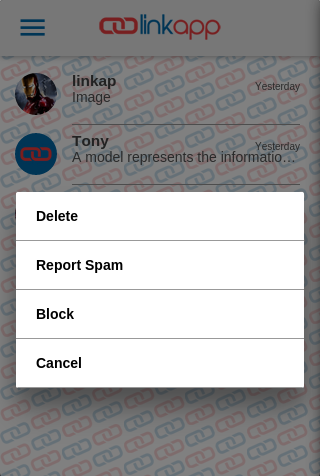 linkapp
linkap
Yesterday
Image
Tony
Yesterday
A model represents the informatio...
Delete
Report Spam
Block
Cancel